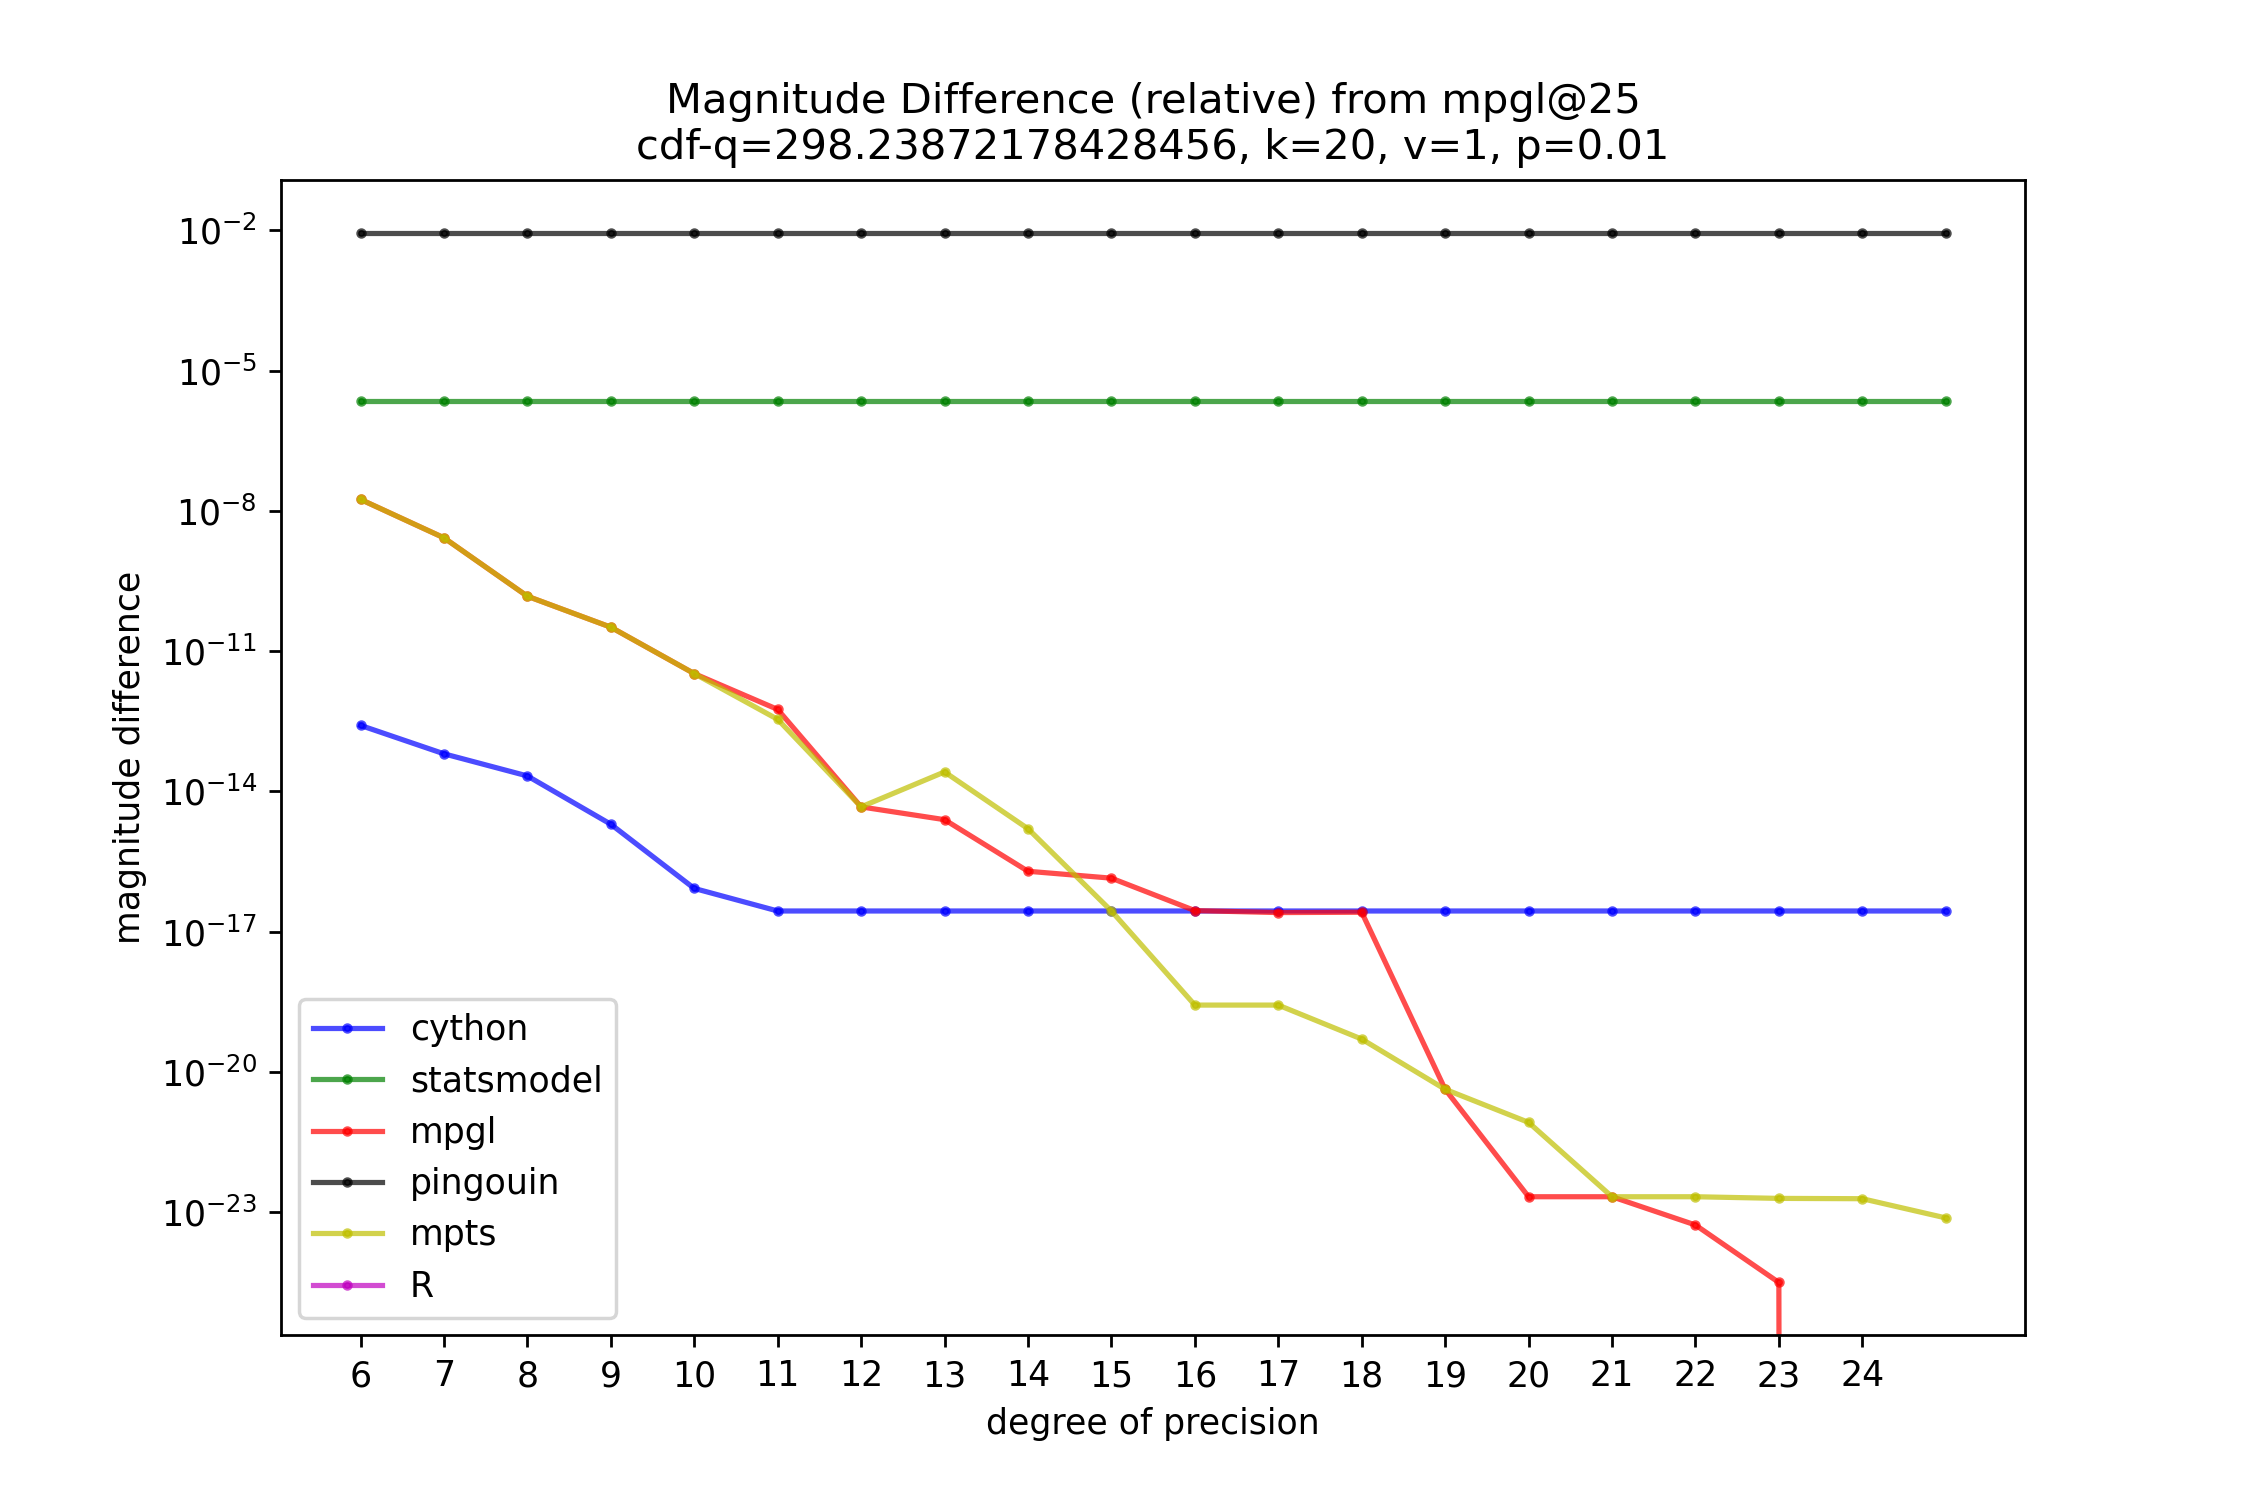 Magnitude Difference (relative) from mpgl@25
cdf-q=298.23872178428456, k=20, v=1, p=0.01
magnitude difference
10⁻²
10⁻⁵
10⁻⁸
10⁻¹¹
10⁻¹⁴
10⁻¹⁷
10⁻²⁰
10⁻²³
cython
statsmodel
mpgl
pingouin
mpts
R
6 7 8 9 10 11 12 13 14 15 16 17 18 19 20 21 22 23 24
degree of precision